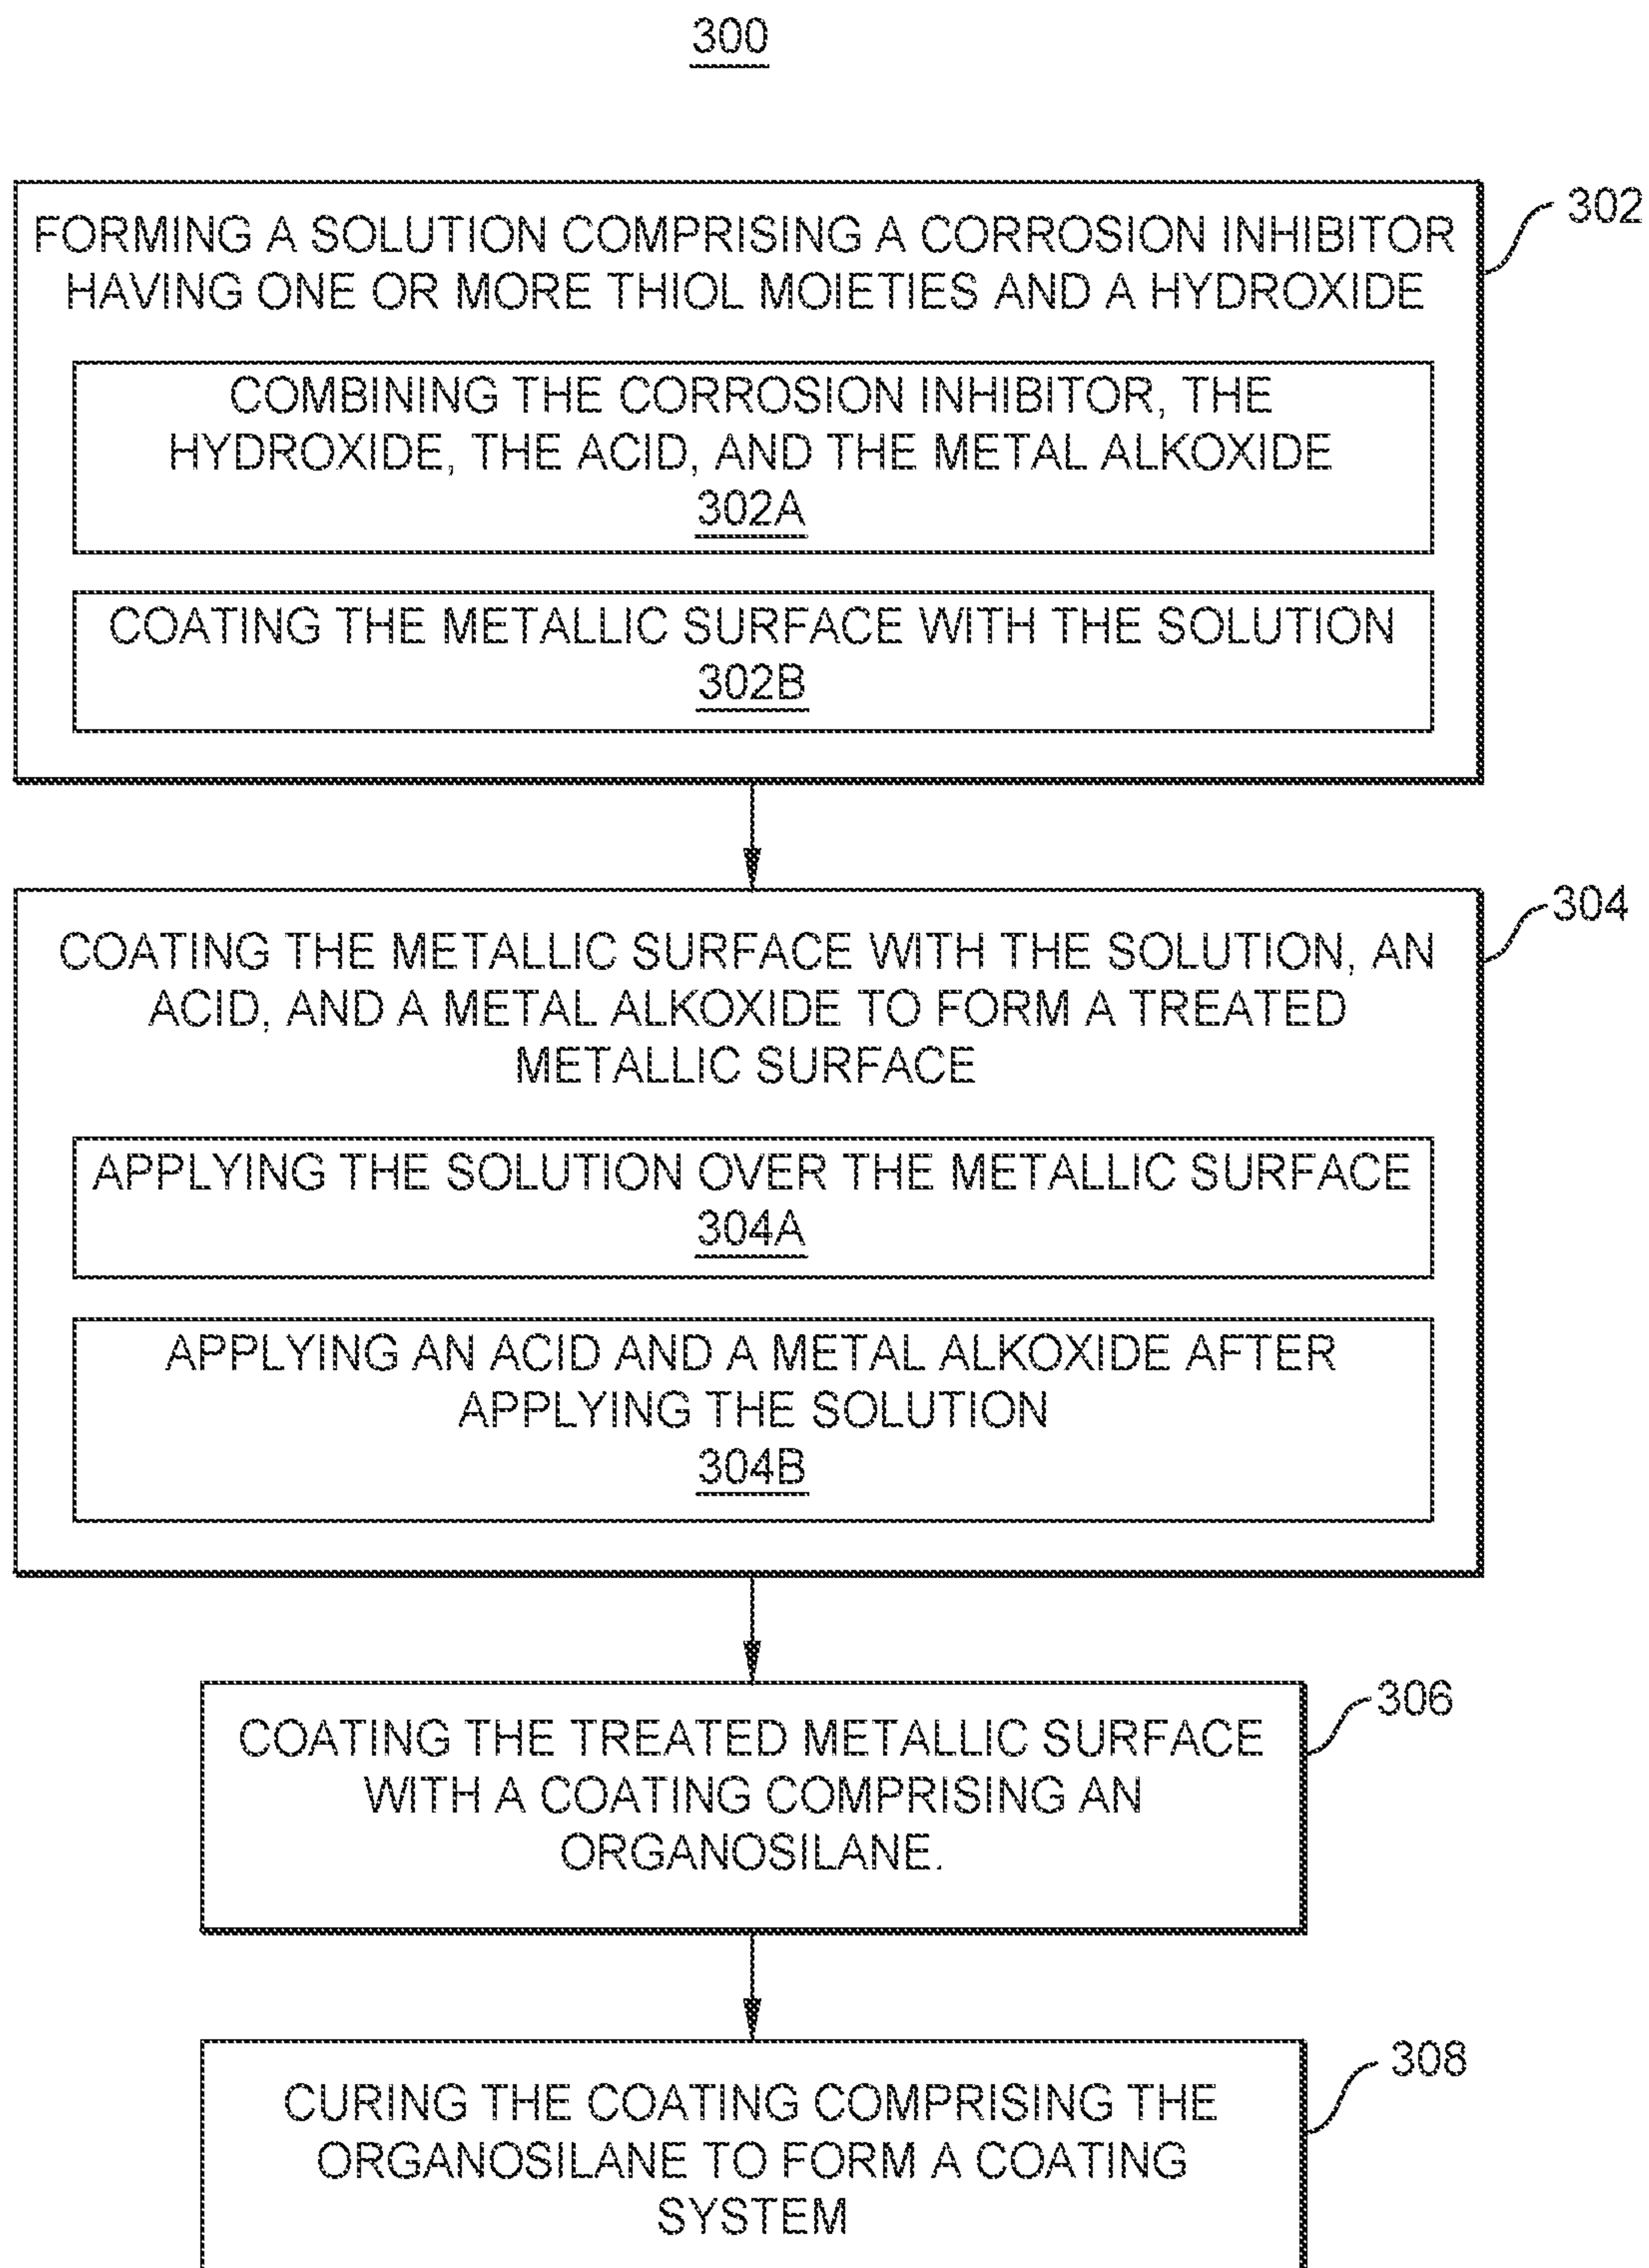 300
302
FORMING A SOLUTION COMPRISING A CORROSION INHIBITOR
HAVING ONE OR MORE THIOL MOIETIES AND A HYDROXIDE
COMBINING THE CORROSION INHIBITOR, THE
HYDROXIDE, THE ACID, AND THE METAL ALKOXIDE
302A
COATING THE METALLIC SURFACE WITH THE SOLUTION
302B
304
COATING THE METALLIC SURFACE WITH THE SOLUTION, AN
ACID, AND A METAL ALKOXIDE TO FORM A TREATED
METALLIC SURFACE
APPLYING THE SOLUTION OVER THE METALLIC SURFACE
304A
APPLYING AN ACID AND A METAL ALKOXIDE AFTER
APPLYING THE SOLUTION
304B
306
COATING THE TREATED METALLIC SURFACE
WITH A COATING COMPRISING AN
ORGANOSILANE.
308
CURING THE COATING COMPRISING THE
ORGANOSILANE TO FORM A COATING
SYSTEM